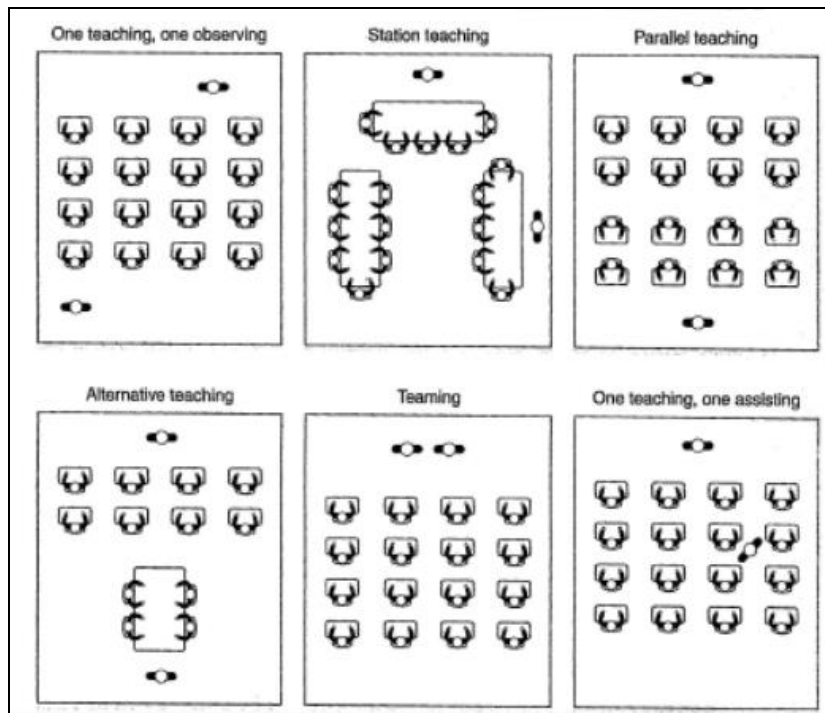 One teaching, one observing
Station teaching
Parallel teaching
Alternative teaching
Teaming
One teaching, one assisting